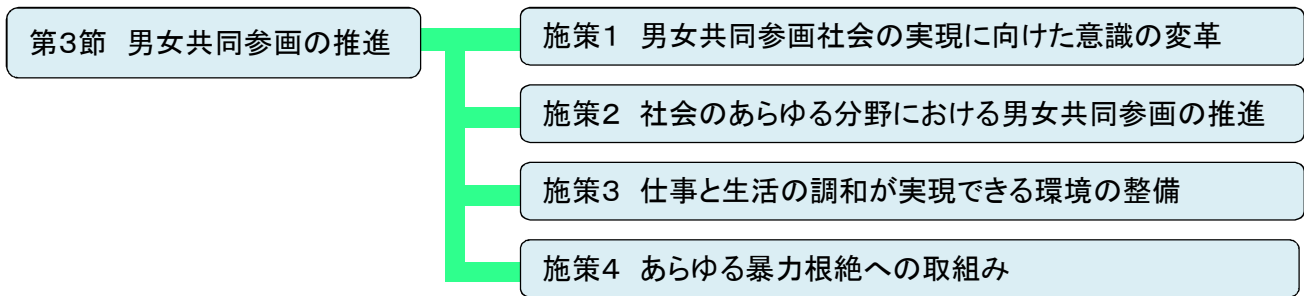 第3節 男女共同参画の推進
施策1 男女共同参画社会の実現に向けた意識の変革
施策2 社会のあらゆる分野における男女共同参画の推進
施策3 仕事と生活の調和が実現できる環境の整備
施策4 あらゆる暴力根絶への取組み